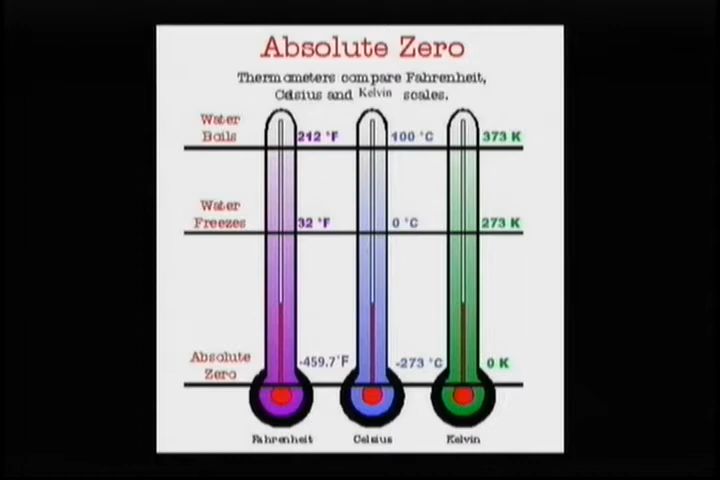 Absolute Zero
Thermometers compare Fahrenheit,
Celsius and Kelvin scales.
Water
Boils
212 °F
100 °C
373 K
Water
Freezes
32 °F
0 °C
273 K
Absolute
Zero
-459.7°F
-273 °C
0 K
Fahrenheit
Celsius
Kelvin